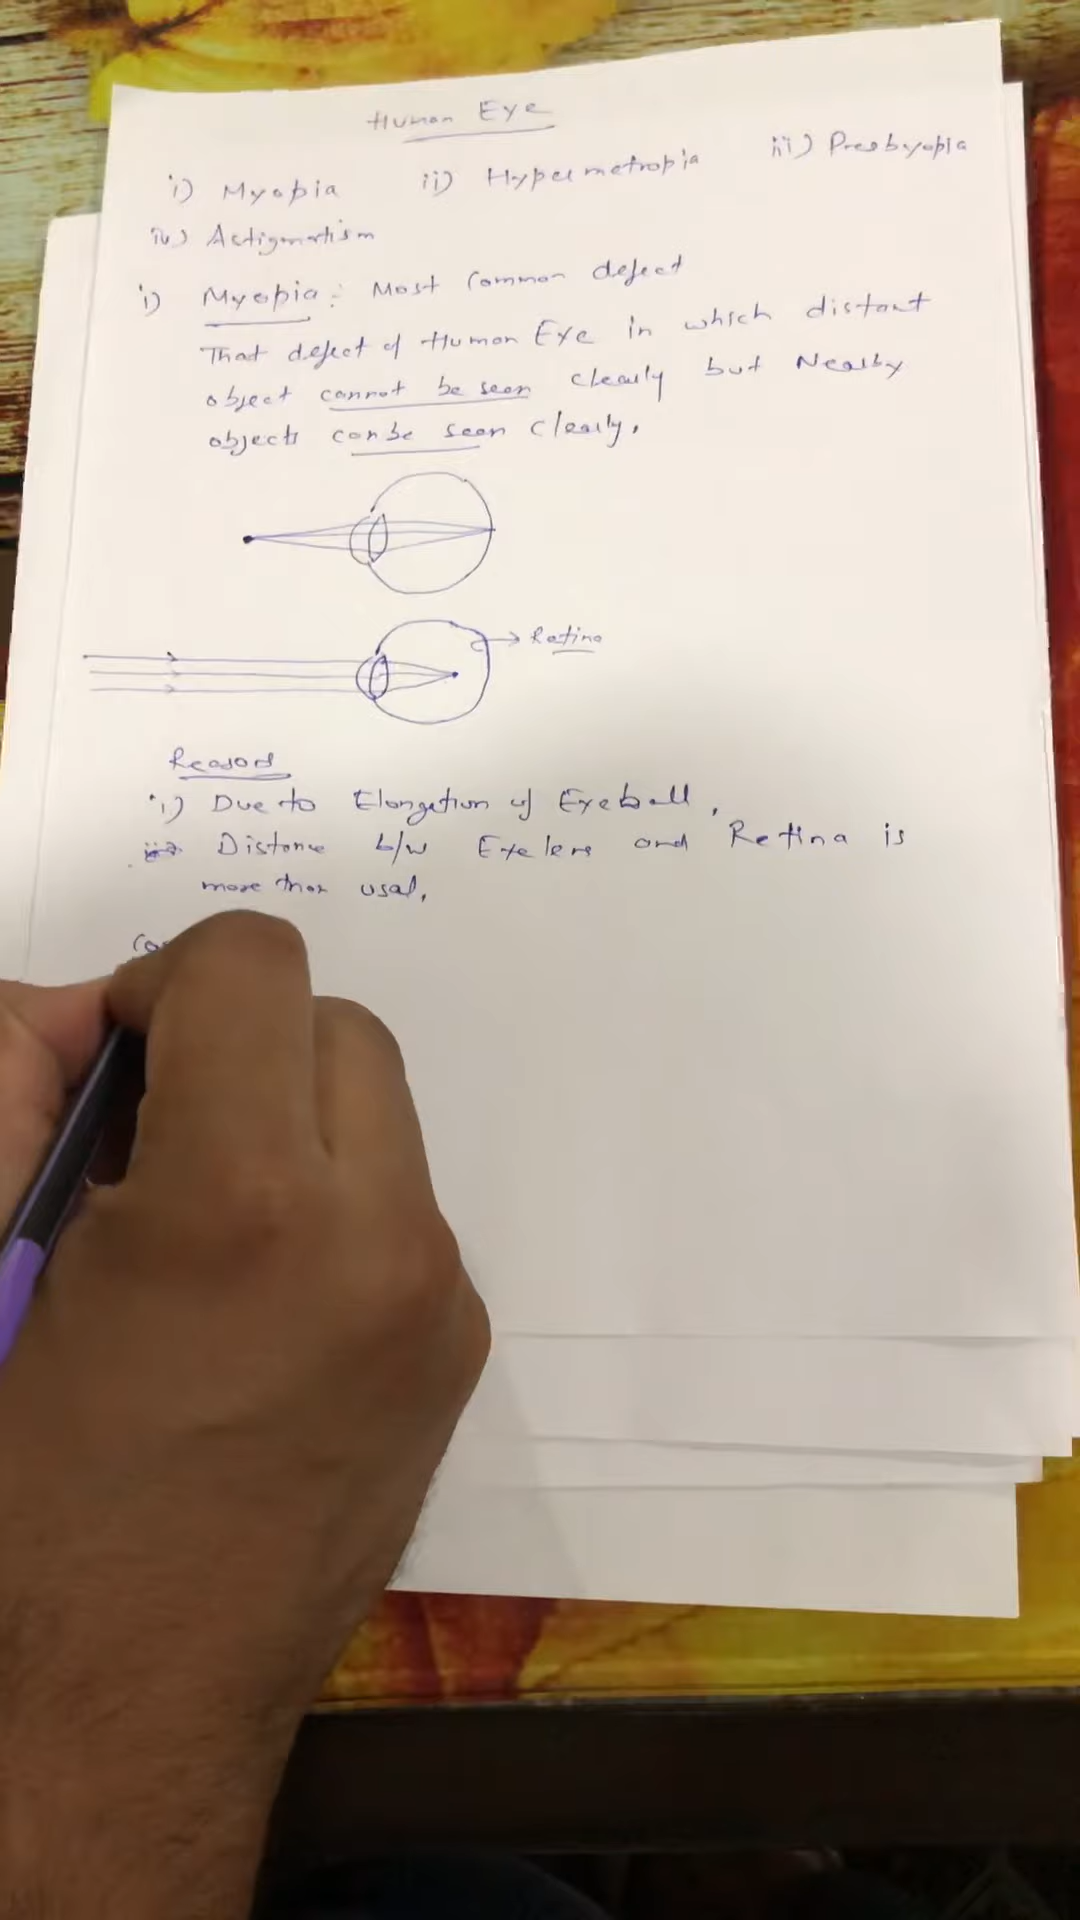 Human Eye
i) Myopia ii) Hypermetropia iii) Presbyopia
iv) Astigmatism
i) Myopia : Most Common defect
That defect of Human Eye in which distant
object cannot be seen clearly but Nearby
objects can be seen clearly.
Retina
Reasons
i) Due to Elongation of Eyeball,
Distance b/w Eye lens and Retina is
more than usal.